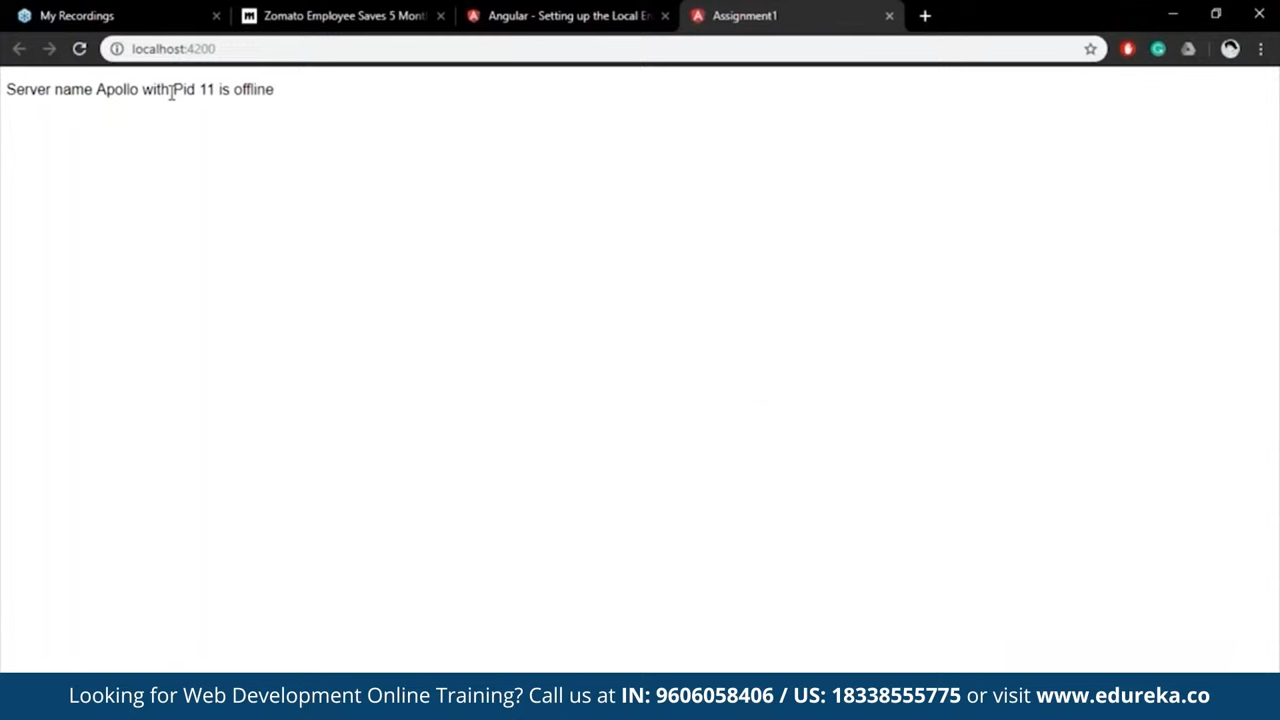 My Recordings
Zomato Employee Saves 5 Mont
Angular - Setting up the Local En
Assignment1
localhost:4200
Server name Apollo with Pid 11 is offline
Looking for Web Development Online Training? Call us at IN: 9606058406 / US: 18338555775 or visit www.edureka.co